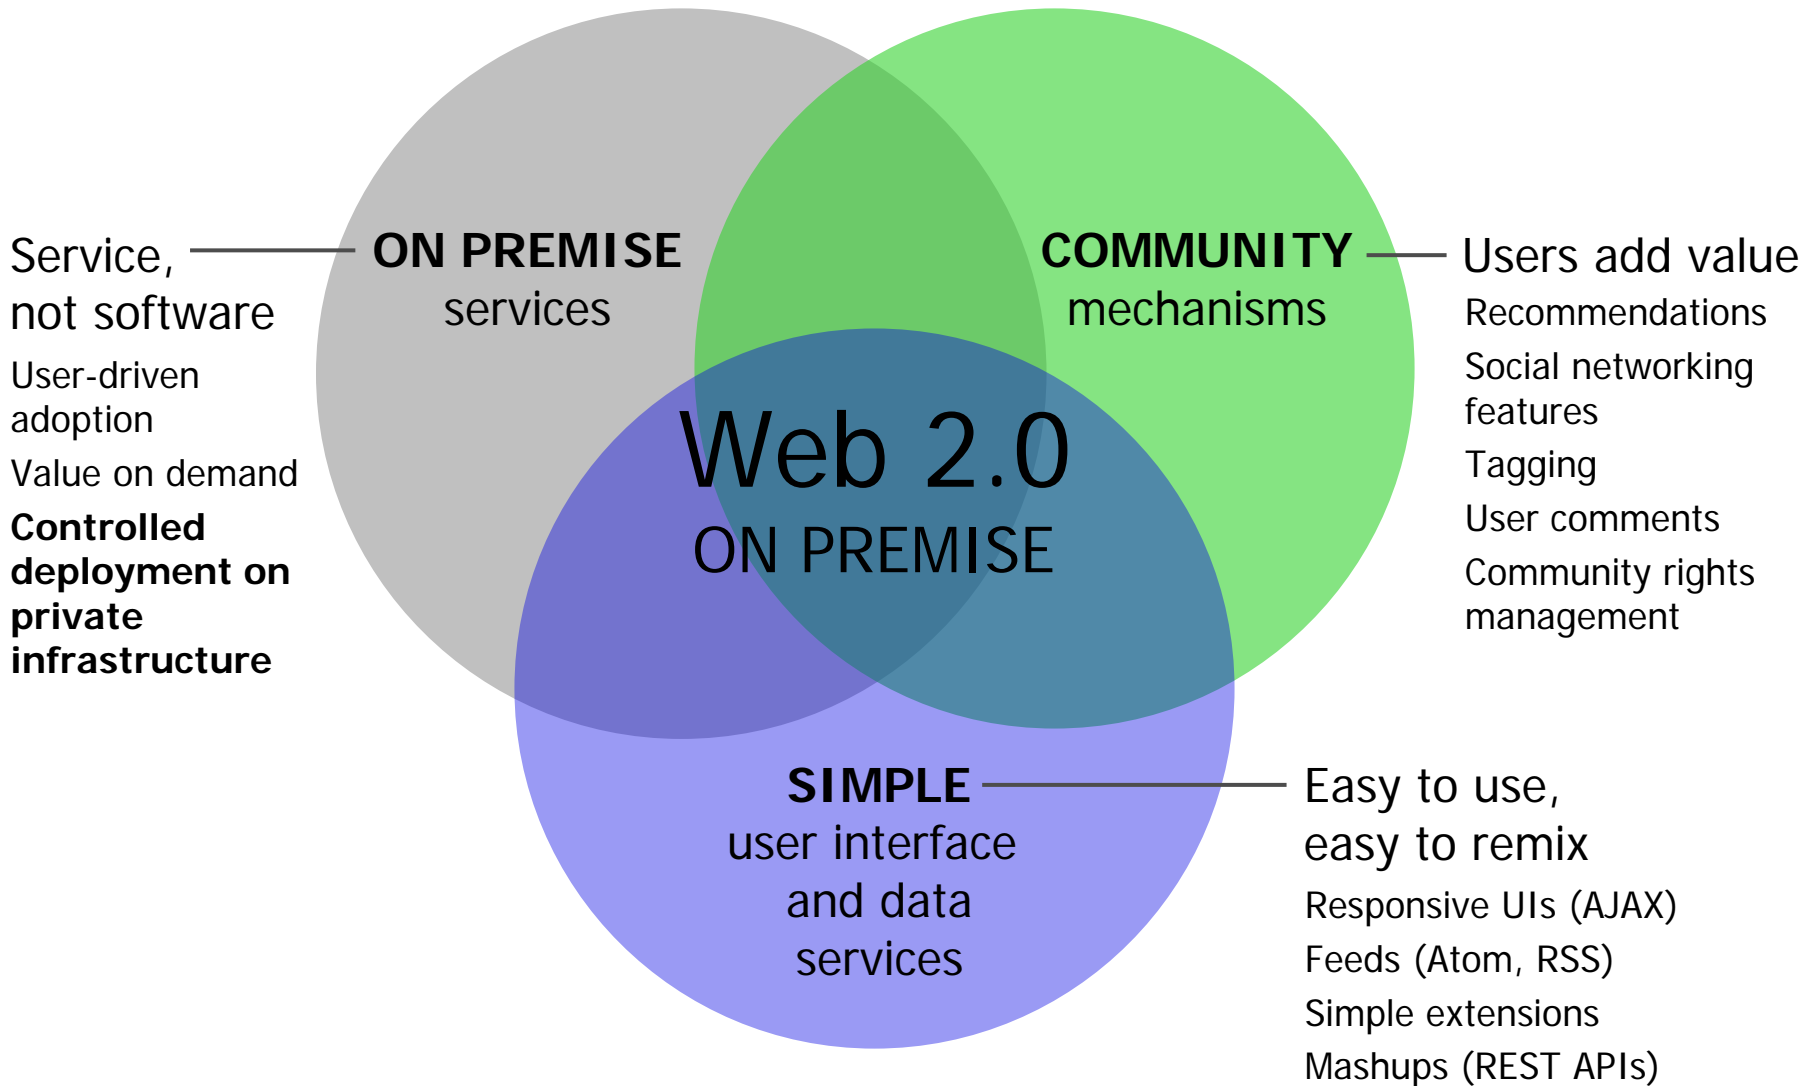 Service,
not software
User-driven
adoption
Value on demand
Controlled
deployment on
private
infrastructure
ON PREMISE
services
COMMUNITY
mechanisms
Users add value
Recommendations
Social networking
features
Tagging
User comments
Community rights
management
Web 2.0
ON PREMISE
SIMPLE
user interface
and data
services
Easy to use,
easy to remix
Responsive UIs (AJAX)
Feeds (Atom, RSS)
Simple extensions
Mashups (REST APIs)